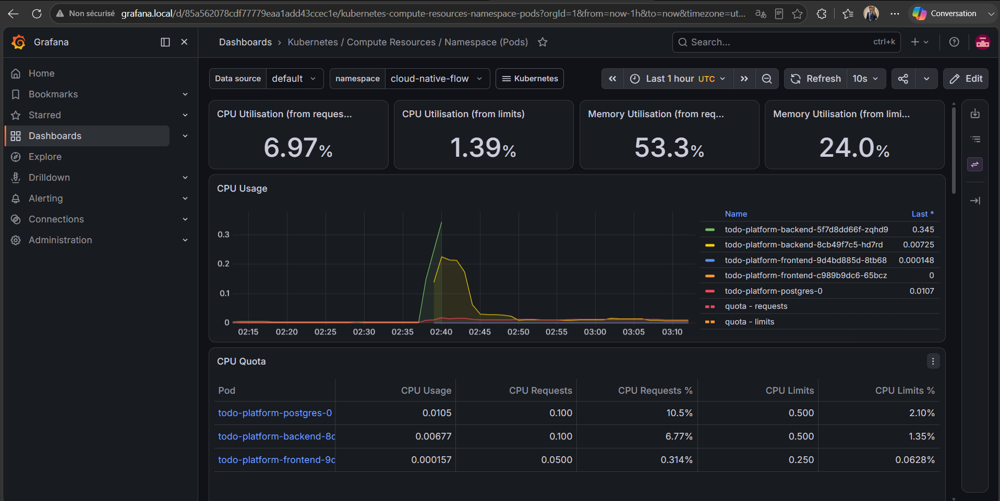 Non sécurisé grafana.local/d/85a562078cdf77779eaa1add43ccec1e/kubernetes-compute-resources-namespace-pods?orgId=1&from=now-1h&to=now&timezone=ut... Conversation
Grafana
Dashboards › Kubernetes / Compute Resources / Namespace (Pods)
Search... ctrl+k
Home
Bookmarks
Starred
Dashboards
Explore
Drilldown
Alerting
Connections
Administration
Data source default namespace cloud-native-flow Kubernetes Last 1 hour UTC Refresh 10s Edit
CPU Utilisation (from reques...
6.97%
CPU Utilisation (from limits)
1.39%
Memory Utilisation (from req...
53.3%
Memory Utilisation (from limi...
24.0%
CPU Usage
0.3
0.2
0.1
0
02:15 02:20 02:25 02:30 02:35 02:40 02:45 02:50 02:55 03:00 03:05 03:10
Name Last *
todo-platform-backend-5f7d8dd66f-zqhd9 0.345
todo-platform-backend-8cb49f7c5-hd7rd 0.00725
todo-platform-frontend-9d4bd885d-8tb68 0.000148
todo-platform-frontend-c989b9dc6-65bcz 0
todo-platform-postgres-0 0.0107
quota - requests
quota - limits
CPU Quota
Pod CPU Usage CPU Requests CPU Requests % CPU Limits CPU Limits %
todo-platform-postgres-0 0.0105 0.100 10.5% 0.500 2.10%
todo-platform-backend-8c 0.00677 0.100 6.77% 0.500 1.35%
todo-platform-frontend-9d 0.000157 0.0500 0.314% 0.250 0.0628%